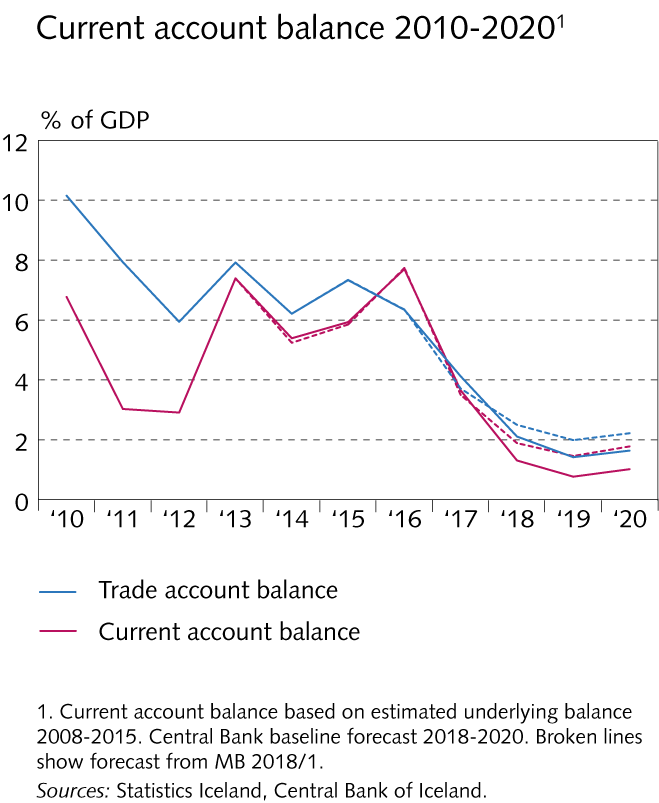 Current account balance 2010-2020¹
% of GDP
12
10
8
6
4
2
0
‘10 ‘11 ‘12 ‘13 ‘14 ‘15 ‘16 ‘17 ‘18 ‘19 ‘20
Trade account balance
Current account balance
1. Current account balance based on estimated underlying balance
2008-2015. Central Bank baseline forecast 2018-2020. Broken lines
show forecast from MB 2018/1.
Sources: Statistics Iceland, Central Bank of Iceland.